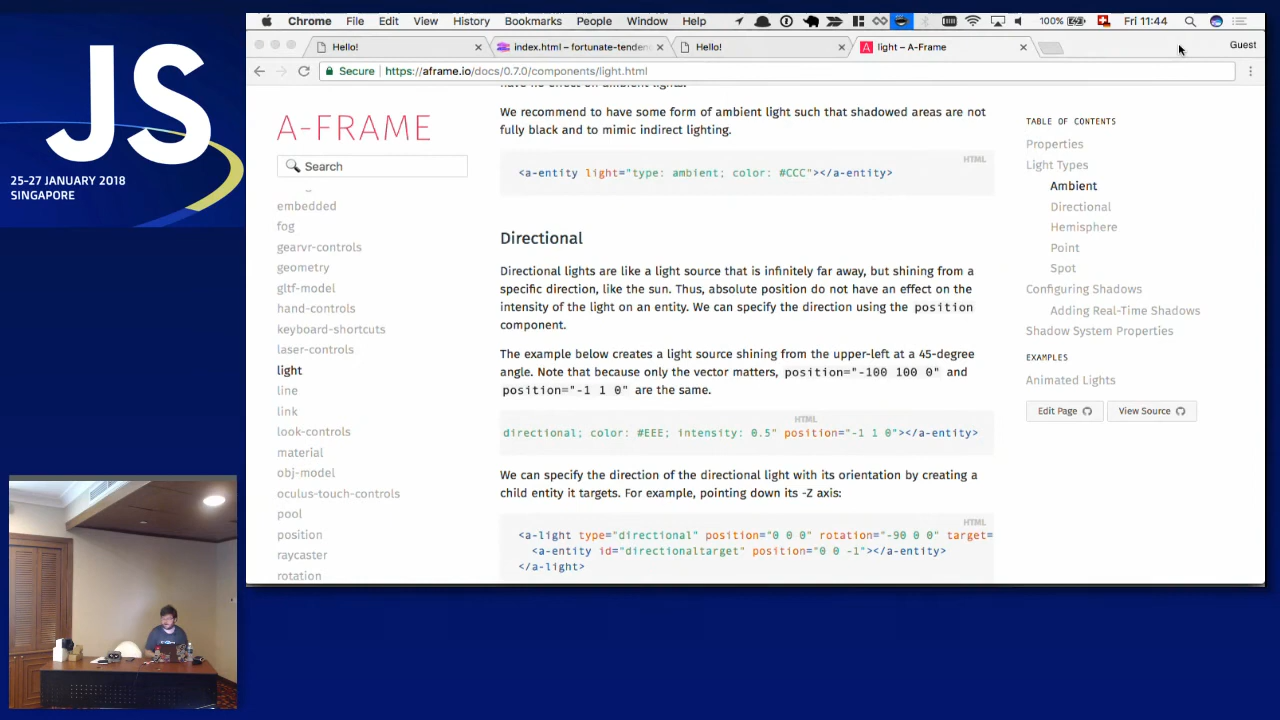 JS
25-27 JANUARY 2018
SINGAPORE
Chrome File Edit View History Bookmarks People Window Help
100% Fri 11:44
Hello!
index.html – fortunate-tenden
Hello!
light – A-Frame
Guest
Secure https://aframe.io/docs/0.7.0/components/light.html
A-FRAME
Search
embedded
fog
gearvr-controls
geometry
gltf-model
hand-controls
keyboard-shortcuts
laser-controls
light
line
link
look-controls
material
obj-model
oculus-touch-controls
pool
position
raycaster
rotation
have no effect on ambient lights.
We recommend to have some form of ambient light such that shadowed areas are not
fully black and to mimic indirect lighting.
HTML
<a-entity light="type: ambient; color: #CCC"></a-entity>
Directional
Directional lights are like a light source that is infinitely far away, but shining from a
specific direction, like the sun. Thus, absolute position do not have an effect on the
intensity of the light on an entity. We can specify the direction using the position
component.
The example below creates a light source shining from the upper-left at a 45-degree
angle. Note that because only the vector matters, position="-100 100 0" and
position="-1 1 0" are the same.
HTML
directional; color: #EEE; intensity: 0.5" position="-1 1 0"></a-entity>
We can specify the direction of the directional light with its orientation by creating a
child entity it targets. For example, pointing down its -Z axis:
HTML
<a-light type="directional" position="0 0 0" rotation="-90 0 0" target=
<a-entity id="directionaltarget" position="0 0 -1"></a-entity>
</a-light>
TABLE OF CONTENTS
Properties
Light Types
Ambient
Directional
Hemisphere
Point
Spot
Configuring Shadows
Adding Real-Time Shadows
Shadow System Properties
EXAMPLES
Animated Lights
Edit Page
View Source